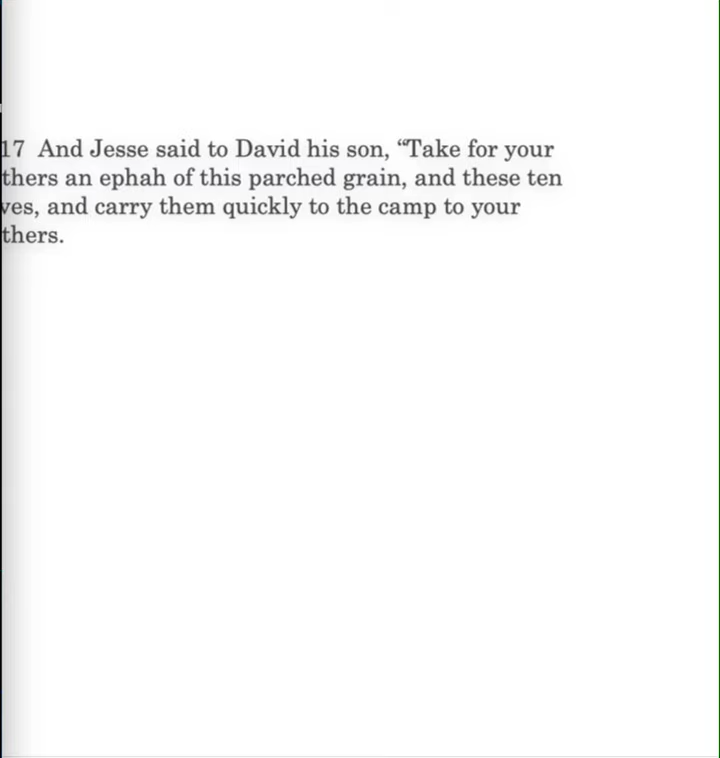 17 And Jesse said to David his son, “Take for your
thers an ephah of this parched grain, and these ten
ves, and carry them quickly to the camp to your
thers.